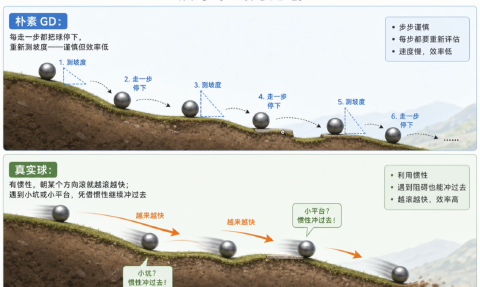 朴素 GD:
每走一步都把球停下,
重新测坡度——谨慎但效率低
1. 测坡度
2. 走一步
停下
3. 测坡度
4. 走一步
停下
5. 测坡度
6. 走一步
停下
……
• 步步谨慎
• 每步都要重新评估
• 速度慢，效率低
真实球:
有惯性，朝某个方向滚就越滚越快;
遇到小坑或小平台，凭借惯性继续冲过去
越来越快
越来越快
小坑?
惯性冲过去!
小平台?
惯性冲过去!
• 利用惯性
• 遇到阻碍也能冲过去
• 越滚越快，效率高